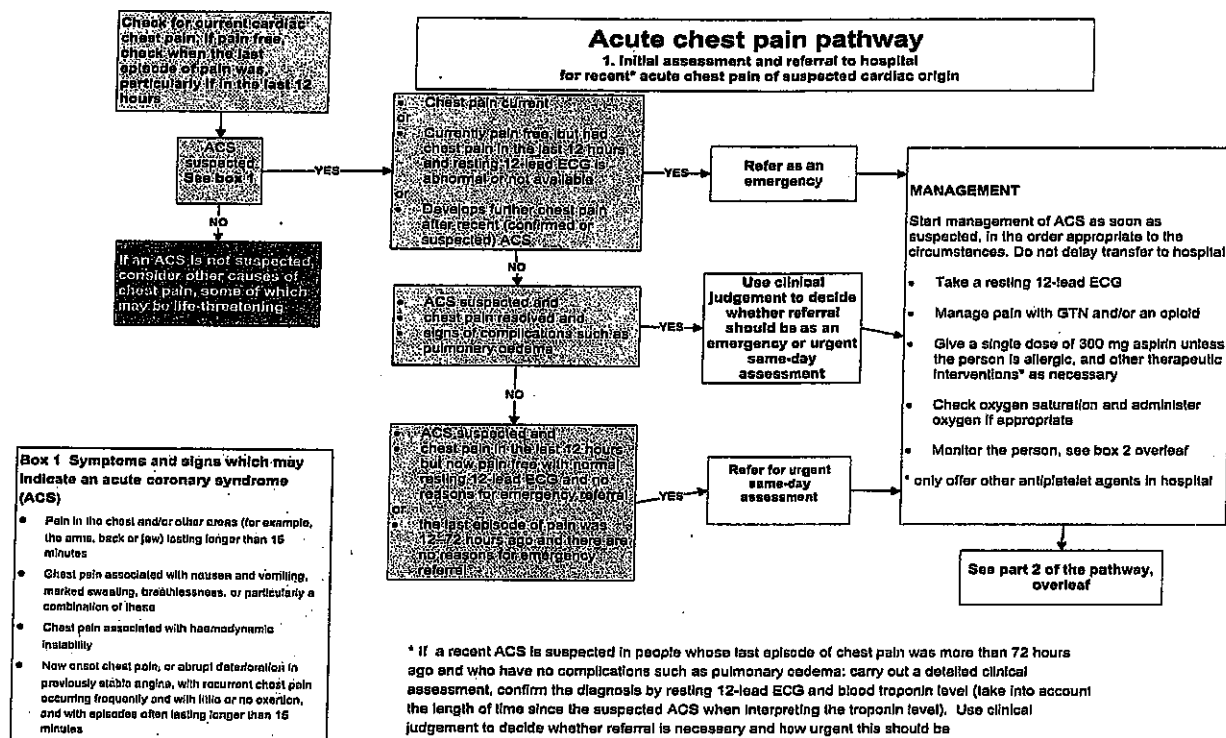 Check for current cardiac
chest pain, if pain free,
check when the last
episode of pain was,
particularly if in the last 12
hours
Acute chest pain pathway
1. Initial assessment and referral to hospital
for recent* acute chest pain of suspected cardiac origin
ACS
suspected
See box 1
YES
NO
If an ACS is not suspected,
consider other causes of
chest pain, some of which
may be life-threatening
• Chest pain current
or
• Currently pain free, but had
chest pain in the last 12 hours
and resting 12-lead ECG is
abnormal or not available
or
• Develops further chest pain
after recent (confirmed or
suspected) ACS
YES
Refer as an
emergency
NO
• ACS suspected and
• chest pain resolved and
• signs of complications such as
pulmonary oedema
YES
Use clinical
judgement to decide
whether referral
should be as an
emergency or urgent
same-day
assessment
NO
• ACS suspected and
• chest pain in the last 12 hours
but now pain free with normal
resting 12-lead ECG and no
reasons for emergency referral
or
• the last episode of pain was
12–72 hours ago and there are
no reasons for emergency
referral
YES
Refer for urgent
same-day
assessment
MANAGEMENT
Start management of ACS as soon as
suspected, in the order appropriate to the
circumstances. Do not delay transfer to hospital
• Take a resting 12-lead ECG
• Manage pain with GTN and/or an opioid
• Give a single dose of 300 mg aspirin unless
the person is allergic, and other therapeutic
interventions* as necessary
• Check oxygen saturation and administer
oxygen if appropriate
• Monitor the person, see box 2 overleaf
* only offer other antiplatelet agents in hospital
See part 2 of the pathway,
overleaf
Box 1 Symptoms and signs which may
indicate an acute coronary syndrome
(ACS)
• Pain in the chest and/or other areas (for example,
the arms, back or jaw) lasting longer than 15
minutes
• Chest pain associated with nausea and vomiting,
marked sweating, breathlessness, or particularly a
combination of these
• Chest pain associated with haemodynamic
instability
• New onset chest pain, or abrupt deterioration in
previously stable angina, with recurrent chest pain
occurring frequently and with little or no exertion,
and with episodes often lasting longer than 15
minutes
* If a recent ACS is suspected in people whose last episode of chest pain was more than 72 hours
ago and who have no complications such as pulmonary oedema: carry out a detailed clinical
assessment, confirm the diagnosis by resting 12-lead ECG and blood troponin level (take into account
the length of time since the suspected ACS when interpreting the troponin level). Use clinical
judgement to decide whether referral is necessary and how urgent this should be